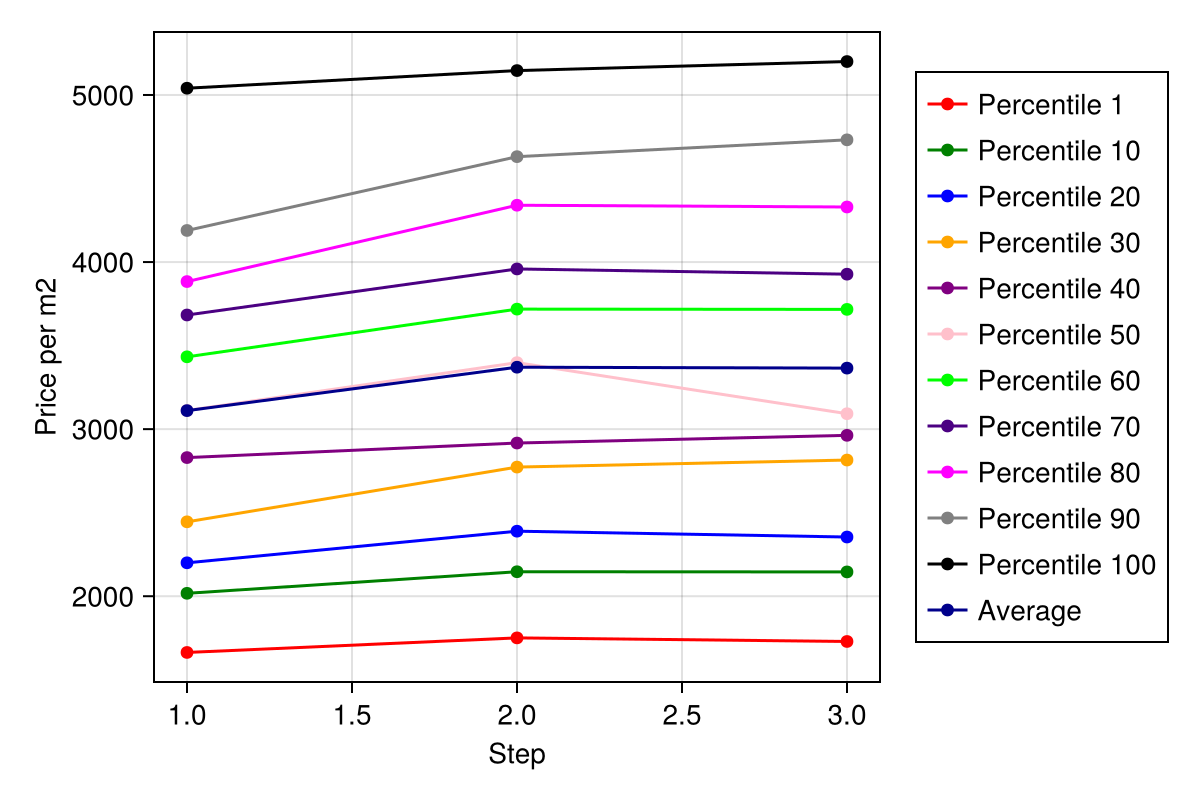 5000
4000
3000
2000
Price per m2
1.0 1.5 2.0 2.5 3.0
Step
Percentile 1
Percentile 10
Percentile 20
Percentile 30
Percentile 40
Percentile 50
Percentile 60
Percentile 70
Percentile 80
Percentile 90
Percentile 100
Average